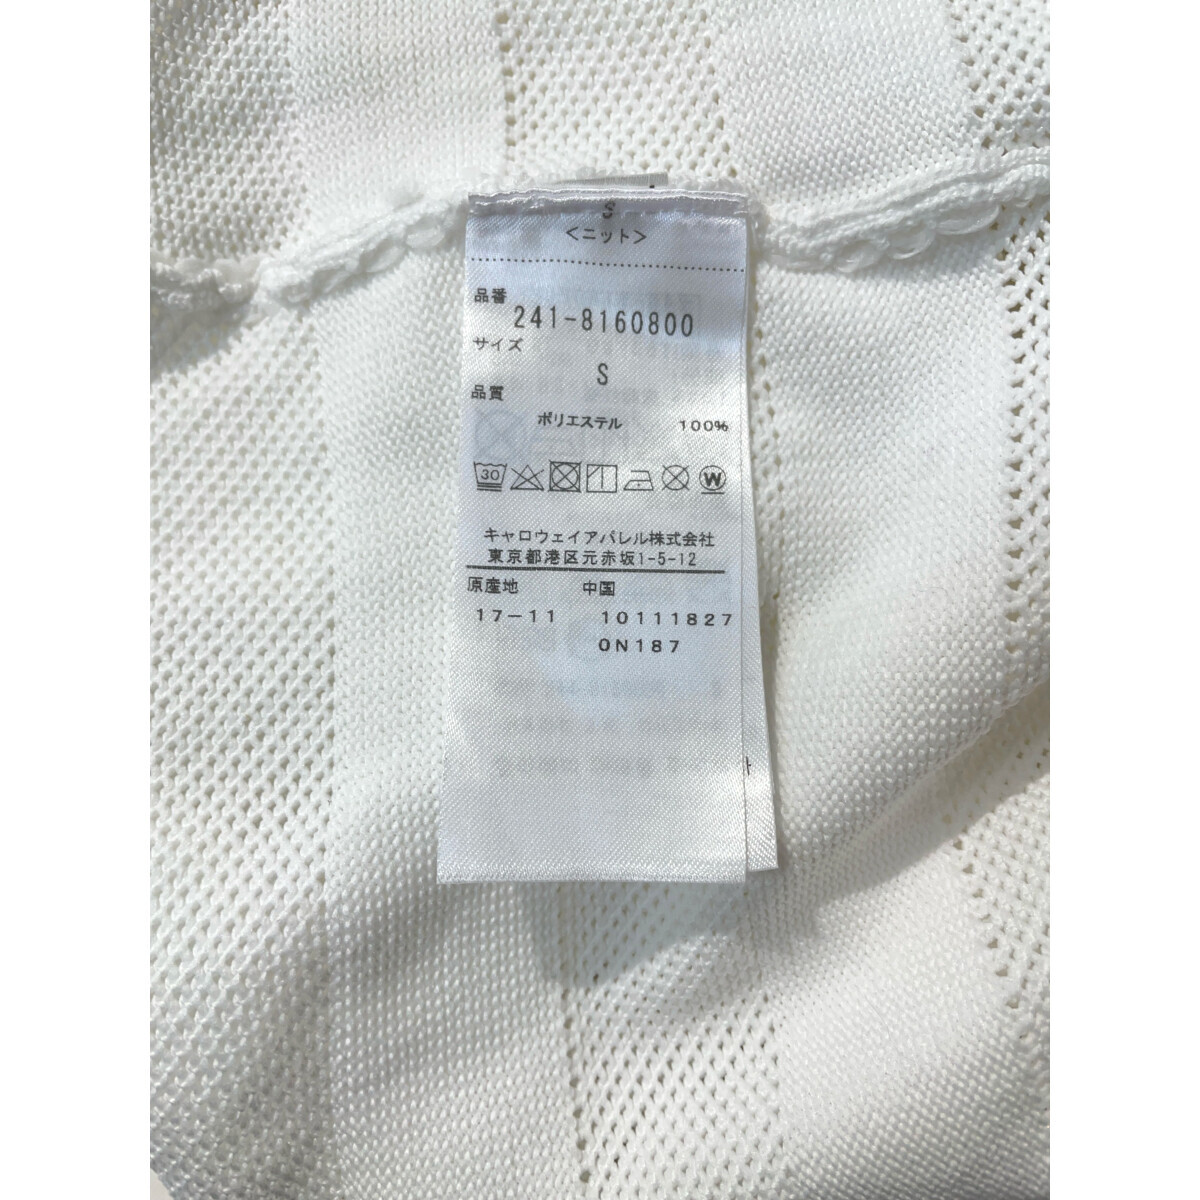 S
<ニット>
品番
241-8160800
サイズ
S
品質
ポリエステル 100%
30
W
キャロウェイアパレル株式会社
東京都港区元赤坂1-5-12
原産地 中国
17-11 10111827
0N187